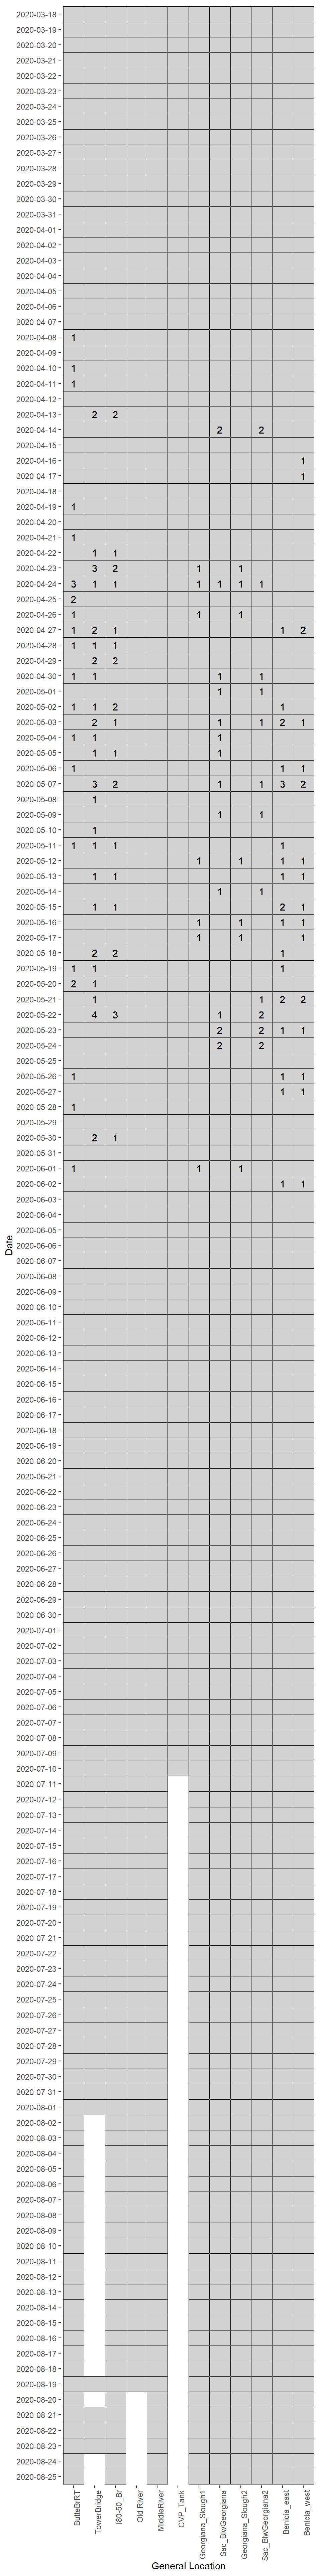 2020-03-18
2020-03-19
2020-03-20
2020-03-21
2020-03-22
2020-03-23
2020-03-24
2020-03-25
2020-03-26
2020-03-27
2020-03-28
2020-03-29
2020-03-30
2020-03-31
2020-04-01
2020-04-02
2020-04-03
2020-04-04
2020-04-05
2020-04-06
2020-04-07
2020-04-08 1
2020-04-09
2020-04-10 1
2020-04-11 1
2020-04-12
2020-04-13 2 2
2020-04-14 2 2
2020-04-15
2020-04-16 1
2020-04-17 1
2020-04-18
2020-04-19 1
2020-04-20
2020-04-21 1
2020-04-22 1 1
2020-04-23 3 2 1 1
2020-04-24 3 1 1 1 1 1 1
2020-04-25 2
2020-04-26 1 1 1
2020-04-27 1 2 1 1 2
2020-04-28 1 1 1
2020-04-29 2 2
2020-04-30 1 1 1 1
2020-05-01 1 1
2020-05-02 1 1 2 1
2020-05-03 2 1 1 1 2 1
2020-05-04 1 1 1
2020-05-05 1 1 1
2020-05-06 1 1 1
2020-05-07 3 2 1 1 3 2
2020-05-08 1
2020-05-09 1 1
2020-05-10 1
2020-05-11 1 1 1 1
2020-05-12 1 1 1 1
2020-05-13 1 1 1 1
2020-05-14 1 1
2020-05-15 1 1 2 1
2020-05-16 1 1 1 1
2020-05-17 1 1 1
2020-05-18 2 2 1
2020-05-19 1 1 1
2020-05-20 2 1
2020-05-21 1 1 2 2
2020-05-22 4 3 1 2
2020-05-23 2 2 1 1
2020-05-24 2 2
2020-05-25
2020-05-26 1 1 1
2020-05-27 1 1
2020-05-28 1
2020-05-29
2020-05-30 2 1
2020-05-31
2020-06-01 1 1 1
2020-06-02 1 1
2020-06-03
2020-06-04
2020-06-05
2020-06-06
2020-06-07
2020-06-08
2020-06-09
2020-06-10
2020-06-11
2020-06-12
2020-06-13
2020-06-14
2020-06-15
2020-06-16
2020-06-17
2020-06-18
2020-06-19
2020-06-20
2020-06-21
2020-06-22
2020-06-23
2020-06-24
2020-06-25
2020-06-26
2020-06-27
2020-06-28
2020-06-29
2020-06-30
2020-07-01
2020-07-02
2020-07-03
2020-07-04
2020-07-05
2020-07-06
2020-07-07
2020-07-08
2020-07-09
2020-07-10
2020-07-11
2020-07-12
2020-07-13
2020-07-14
2020-07-15
2020-07-16
2020-07-17
2020-07-18
2020-07-19
2020-07-20
2020-07-21
2020-07-22
2020-07-23
2020-07-24
2020-07-25
2020-07-26
2020-07-27
2020-07-28
2020-07-29
2020-07-30
2020-07-31
2020-08-01
2020-08-02
2020-08-03
2020-08-04
2020-08-05
2020-08-06
2020-08-07
2020-08-08
2020-08-09
2020-08-10
2020-08-11
2020-08-12
2020-08-13
2020-08-14
2020-08-15
2020-08-16
2020-08-17
2020-08-18
2020-08-19
2020-08-20
2020-08-21
2020-08-22
2020-08-23
2020-08-24
2020-08-25
Date
ButteBrRT
TowerBridge
I80-50_Br
Old River
MiddleRiver
CVP_Tank
Georgiana_Slough1
Sac_BlwGeorgiana
Georgiana_Slough2
Sac_BlwGeorgiana2
Benicia_east
Benicia_west
General Location